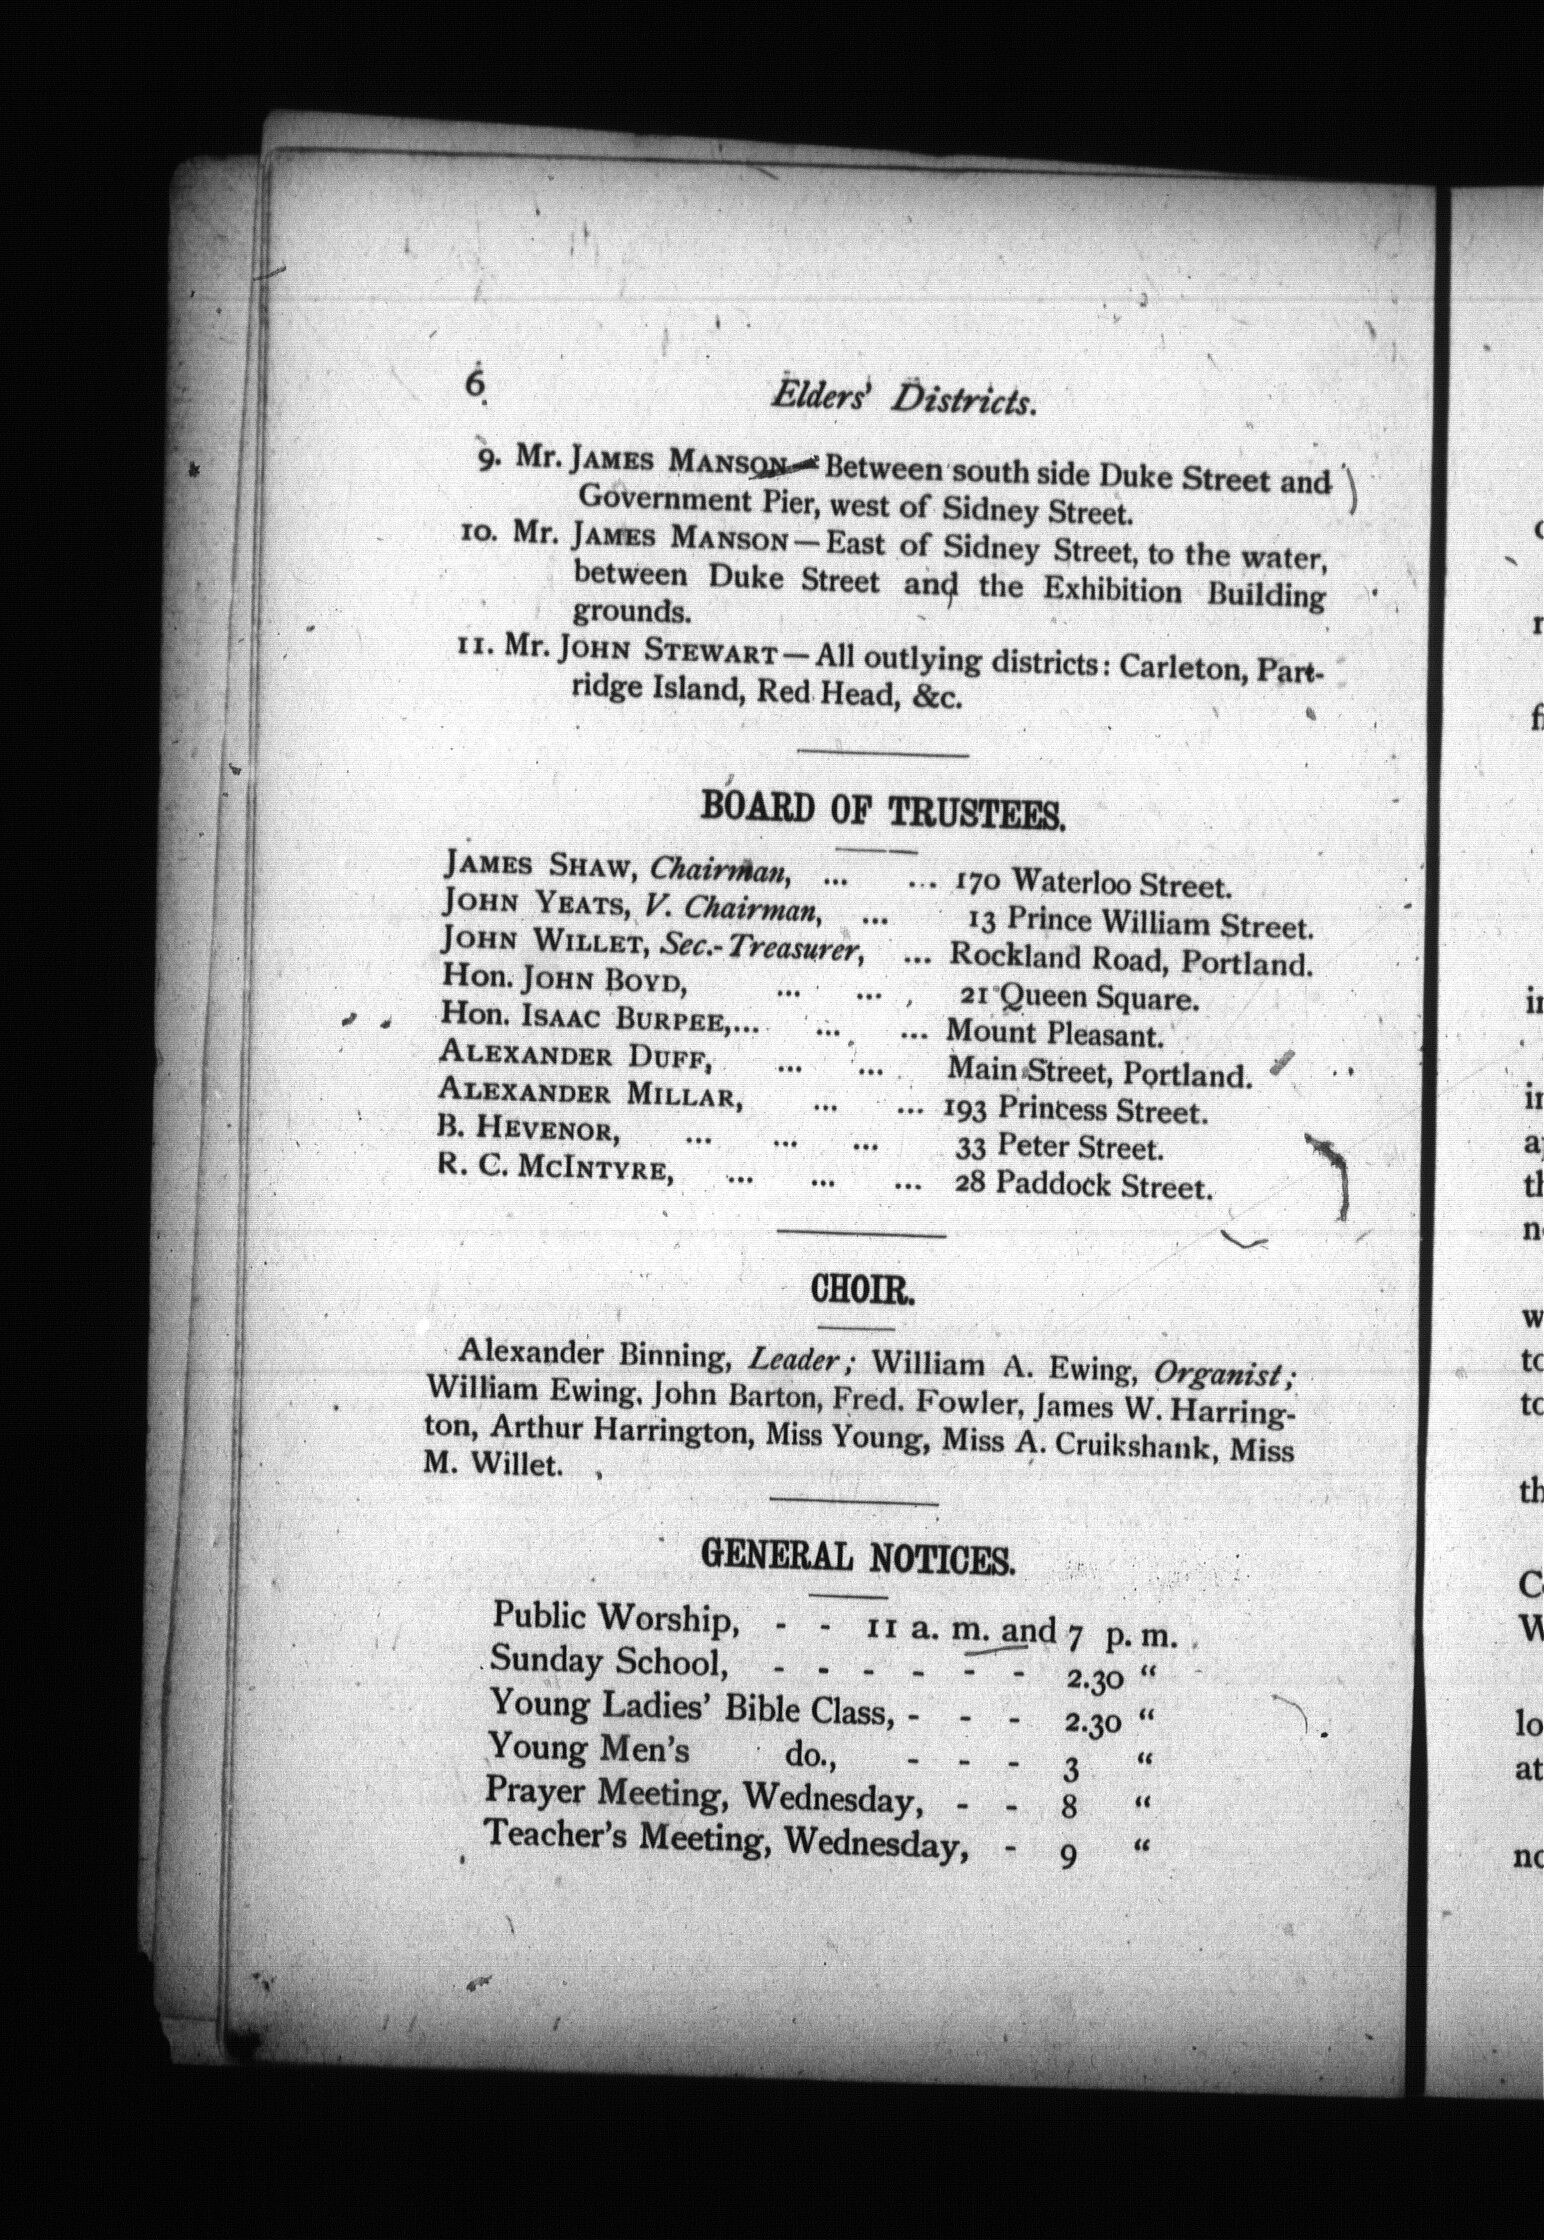 6 Elders' Districts.
9. Mr. JAMES MANSON—Between south side Duke Street and
Government Pier, west of Sidney Street.
10. Mr. JAMES MANSON—East of Sidney Street, to the water,
between Duke Street and the Exhibition Building
grounds.
11. Mr. JOHN STEWART—All outlying districts: Carleton, Part-
ridge Island, Red Head, &c.
BOARD OF TRUSTEES.
JAMES SHAW, Chairman, ... ... 170 Waterloo Street.
JOHN YEATS, V. Chairman, ... 13 Prince William Street.
JOHN WILLET, Sec.-Treasurer, ... Rockland Road, Portland.
Hon. JOHN BOYD, ... ... 21 Queen Square.
Hon. ISAAC BURPEE,... ... ... Mount Pleasant.
ALEXANDER DUFF, ... ... Main Street, Portland.
ALEXANDER MILLAR, ... ... 193 Princess Street.
B. HEVENOR, ... ... ... 33 Peter Street.
R. C. MCINTYRE, ... ... ... 28 Paddock Street.
CHOIR.
Alexander Binning, Leader; William A. Ewing, Organist;
William Ewing, John Barton, Fred. Fowler, James W. Harring-
ton, Arthur Harrington, Miss Young, Miss A. Cruikshank, Miss
M. Willet.
GENERAL NOTICES.
Public Worship, - - 11 a. m. and 7 p. m.
Sunday School, - - - - - - 2.30 "
Young Ladies' Bible Class, - - - 2.30 "
Young Men's do., - - - 3 "
Prayer Meeting, Wednesday, - - 8 "
Teacher's Meeting, Wednesday, - 9 "